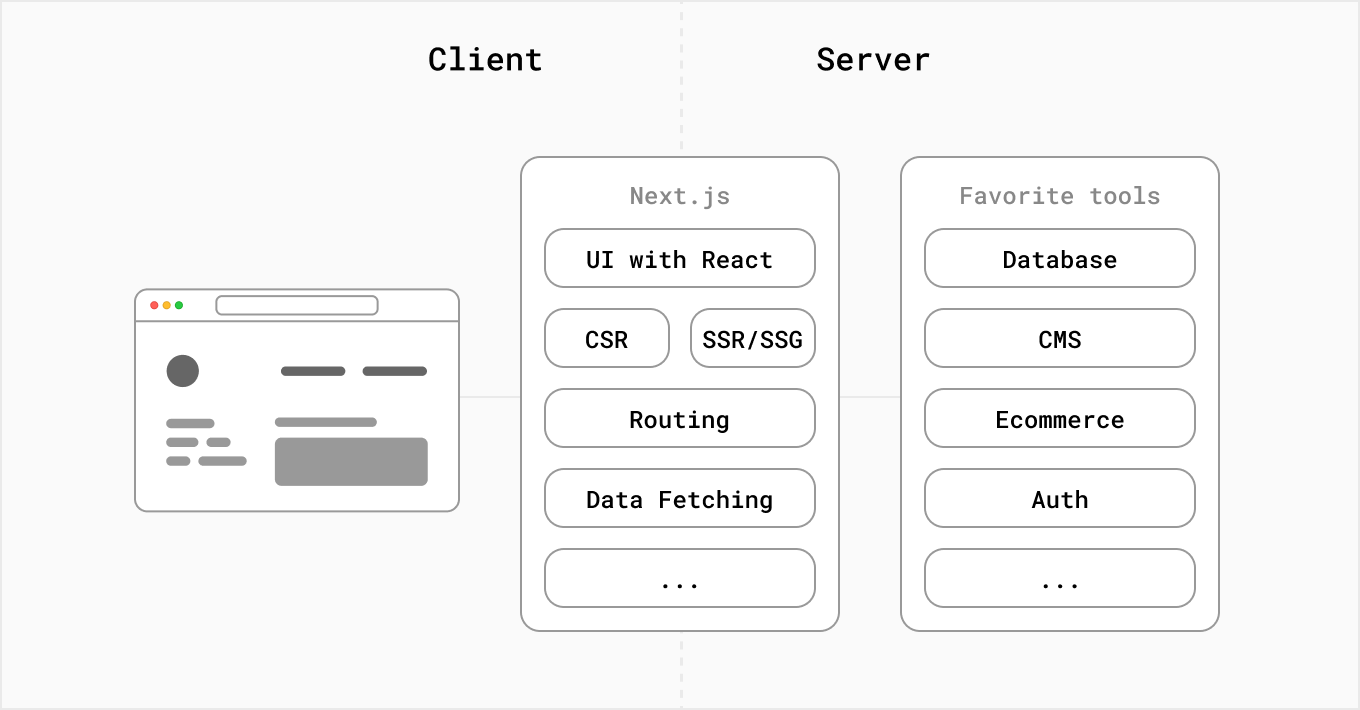 Client
Server
Next.js
UI with React
CSR
SSR/SSG
Routing
Data Fetching
...
Favorite tools
Database
CMS
Ecommerce
Auth
...